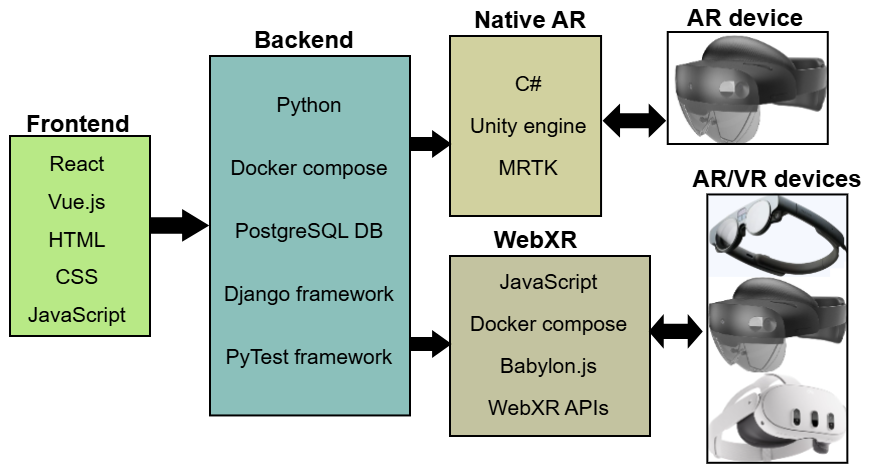 Frontend
React
Vue.js
HTML
CSS
JavaScript
Backend
Python
Docker compose
PostgreSQL DB
Django framework
PyTest framework
Native AR
C#
Unity engine
MRTK
AR device
WebXR
JavaScript
Docker compose
Babylon.js
WebXR APIs
AR/VR devices